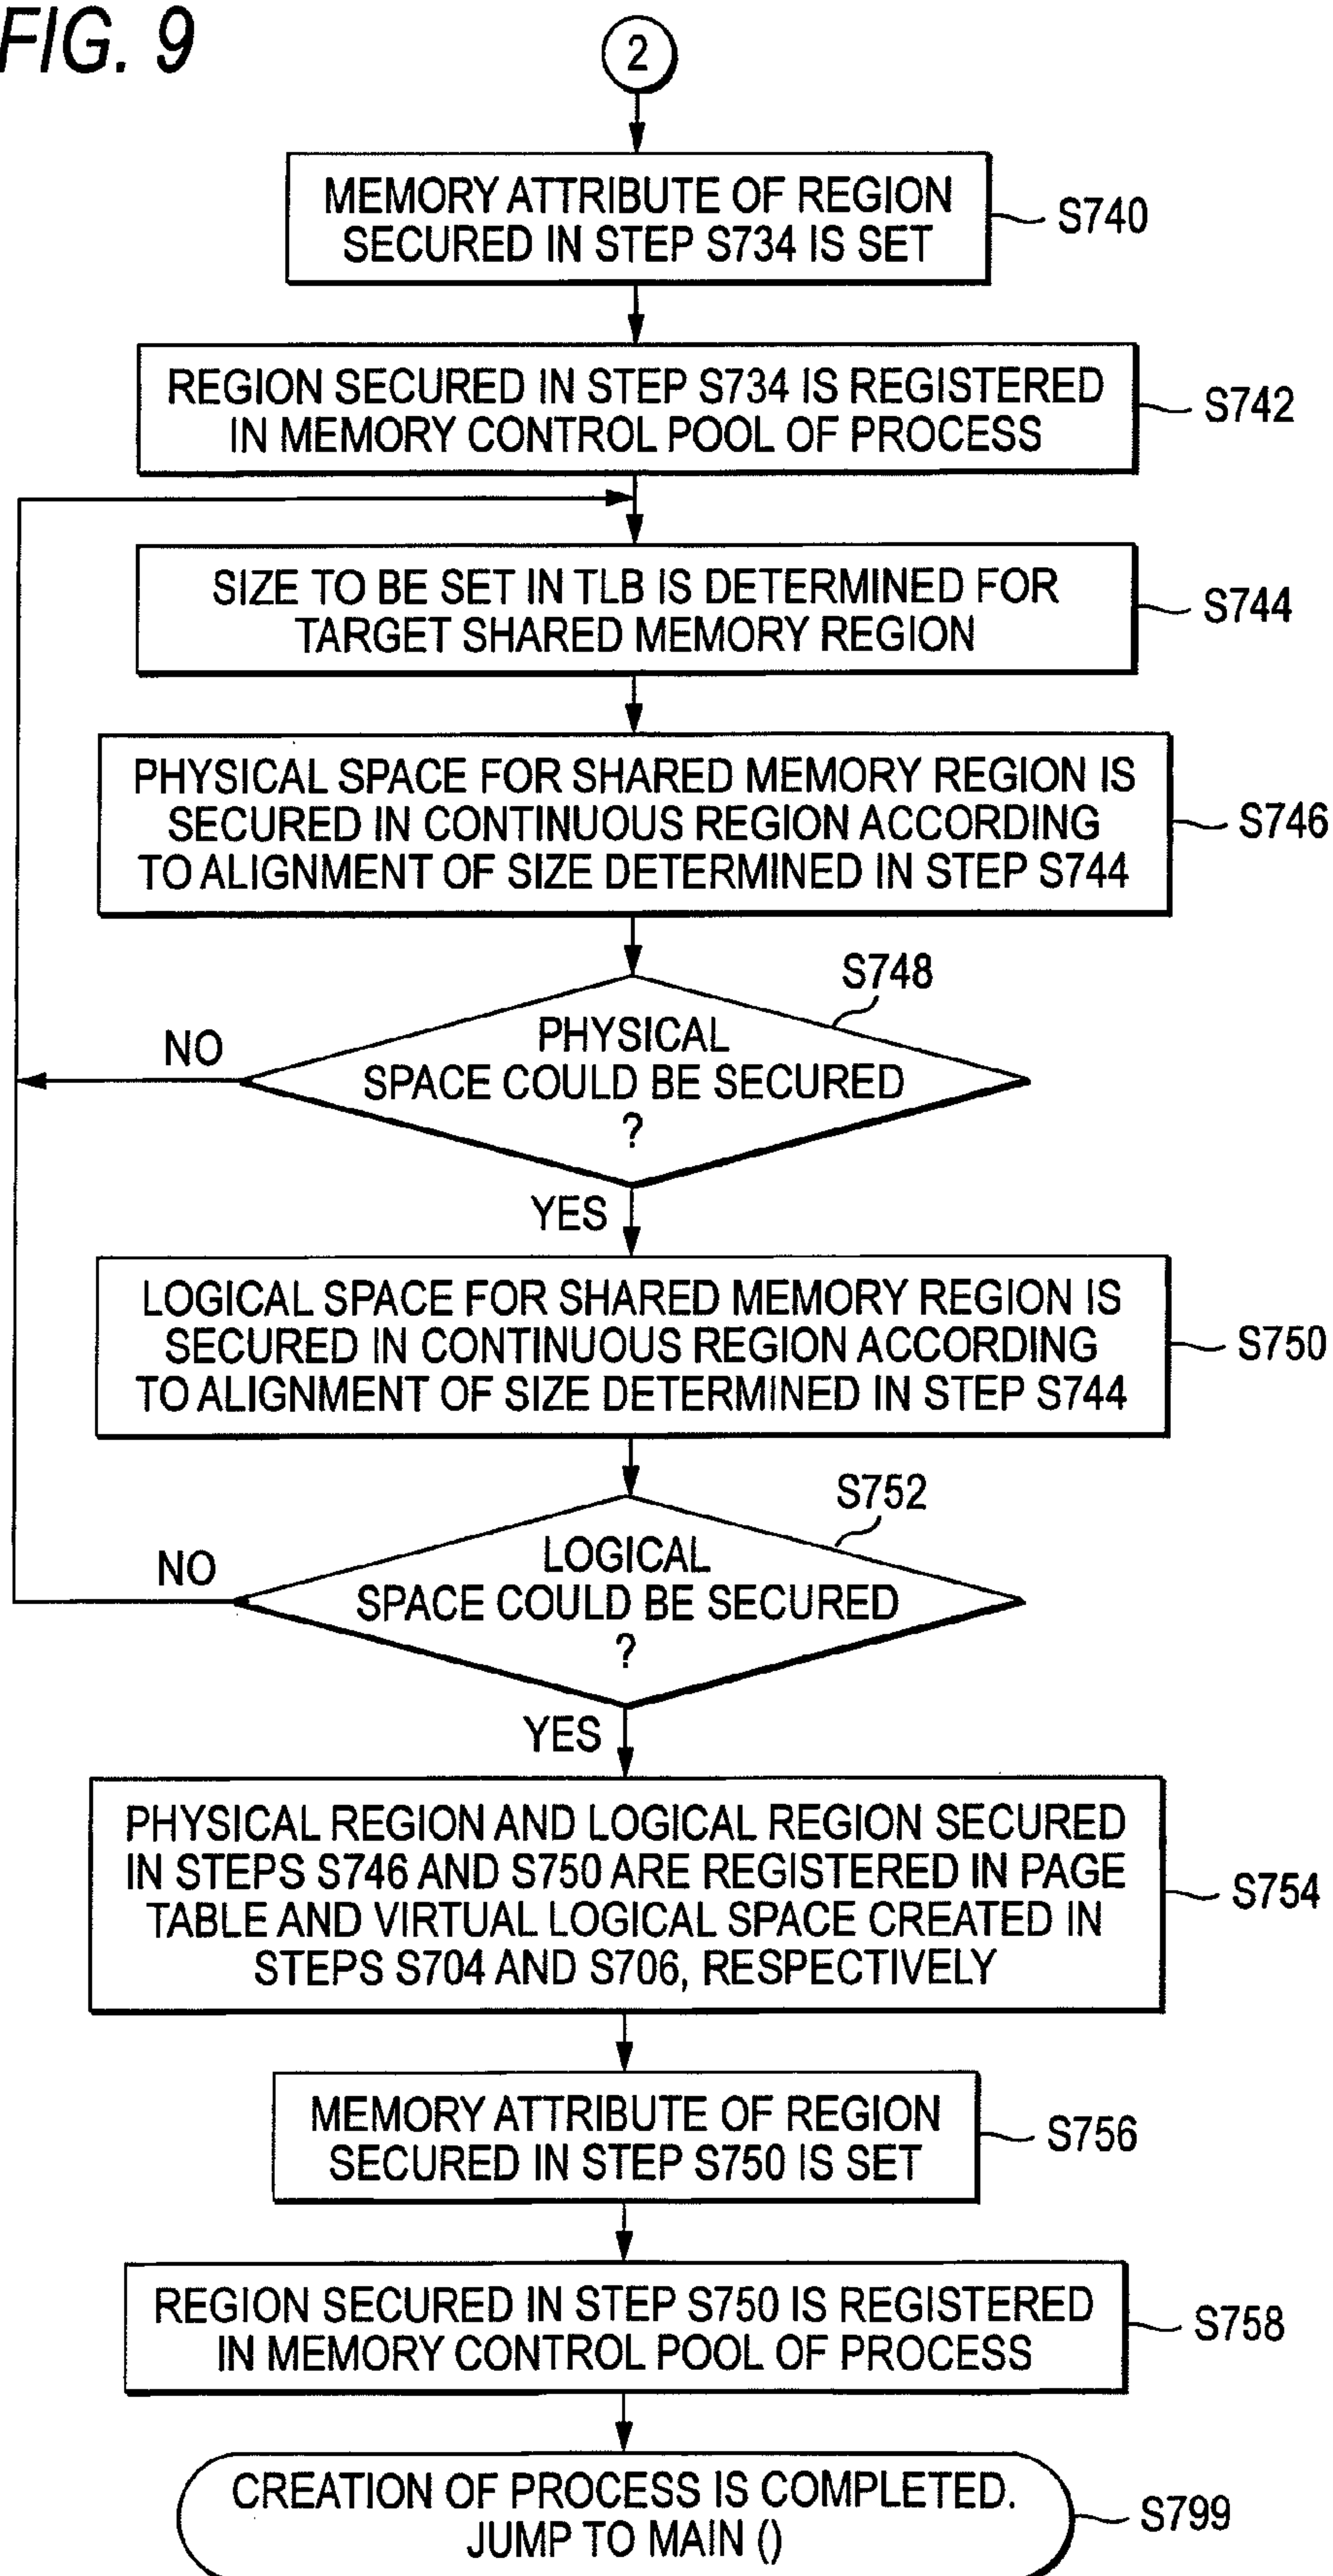 FIG. 9
2
MEMORY ATTRIBUTE OF REGION
SECURED IN STEP S734 IS SET
S740
REGION SECURED IN STEP S734 IS REGISTERED
IN MEMORY CONTROL POOL OF PROCESS
S742
SIZE TO BE SET IN TLB IS DETERMINED FOR
TARGET SHARED MEMORY REGION
S744
PHYSICAL SPACE FOR SHARED MEMORY REGION IS
SECURED IN CONTINUOUS REGION ACCORDING
TO ALIGNMENT OF SIZE DETERMINED IN STEP S744
S746
S748
NO
PHYSICAL
SPACE COULD BE SECURED
?
YES
LOGICAL SPACE FOR SHARED MEMORY REGION IS
SECURED IN CONTINUOUS REGION ACCORDING
TO ALIGNMENT OF SIZE DETERMINED IN STEP S744
S750
S752
NO
LOGICAL
SPACE COULD BE SECURED
?
YES
PHYSICAL REGION AND LOGICAL REGION SECURED
IN STEPS S746 AND S750 ARE REGISTERED IN PAGE
TABLE AND VIRTUAL LOGICAL SPACE CREATED IN
STEPS S704 AND S706, RESPECTIVELY
S754
MEMORY ATTRIBUTE OF REGION
SECURED IN STEP S750 IS SET
S756
REGION SECURED IN STEP S750 IS REGISTERED
IN MEMORY CONTROL POOL OF PROCESS
S758
CREATION OF PROCESS IS COMPLETED.
JUMP TO MAIN ()
S799